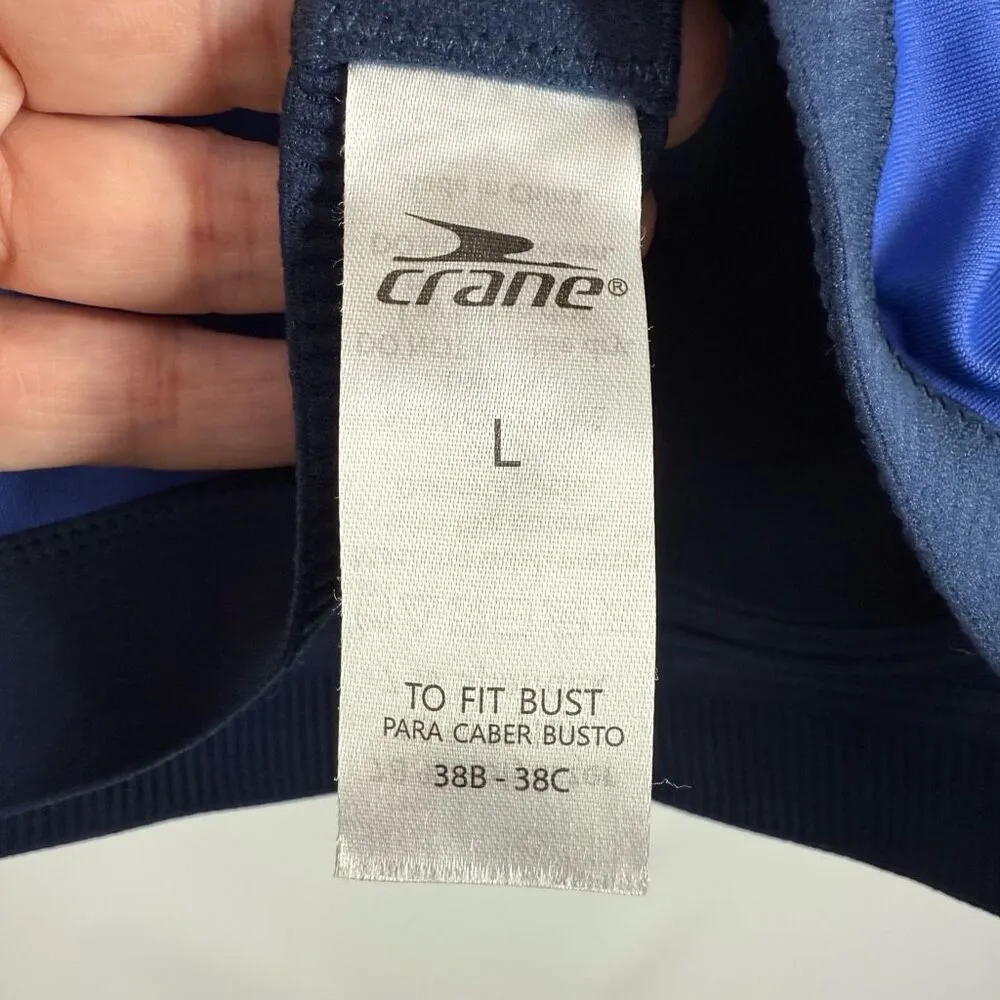 crane®
L
TO FIT BUST
PARA CABER BUSTO
38B - 38C